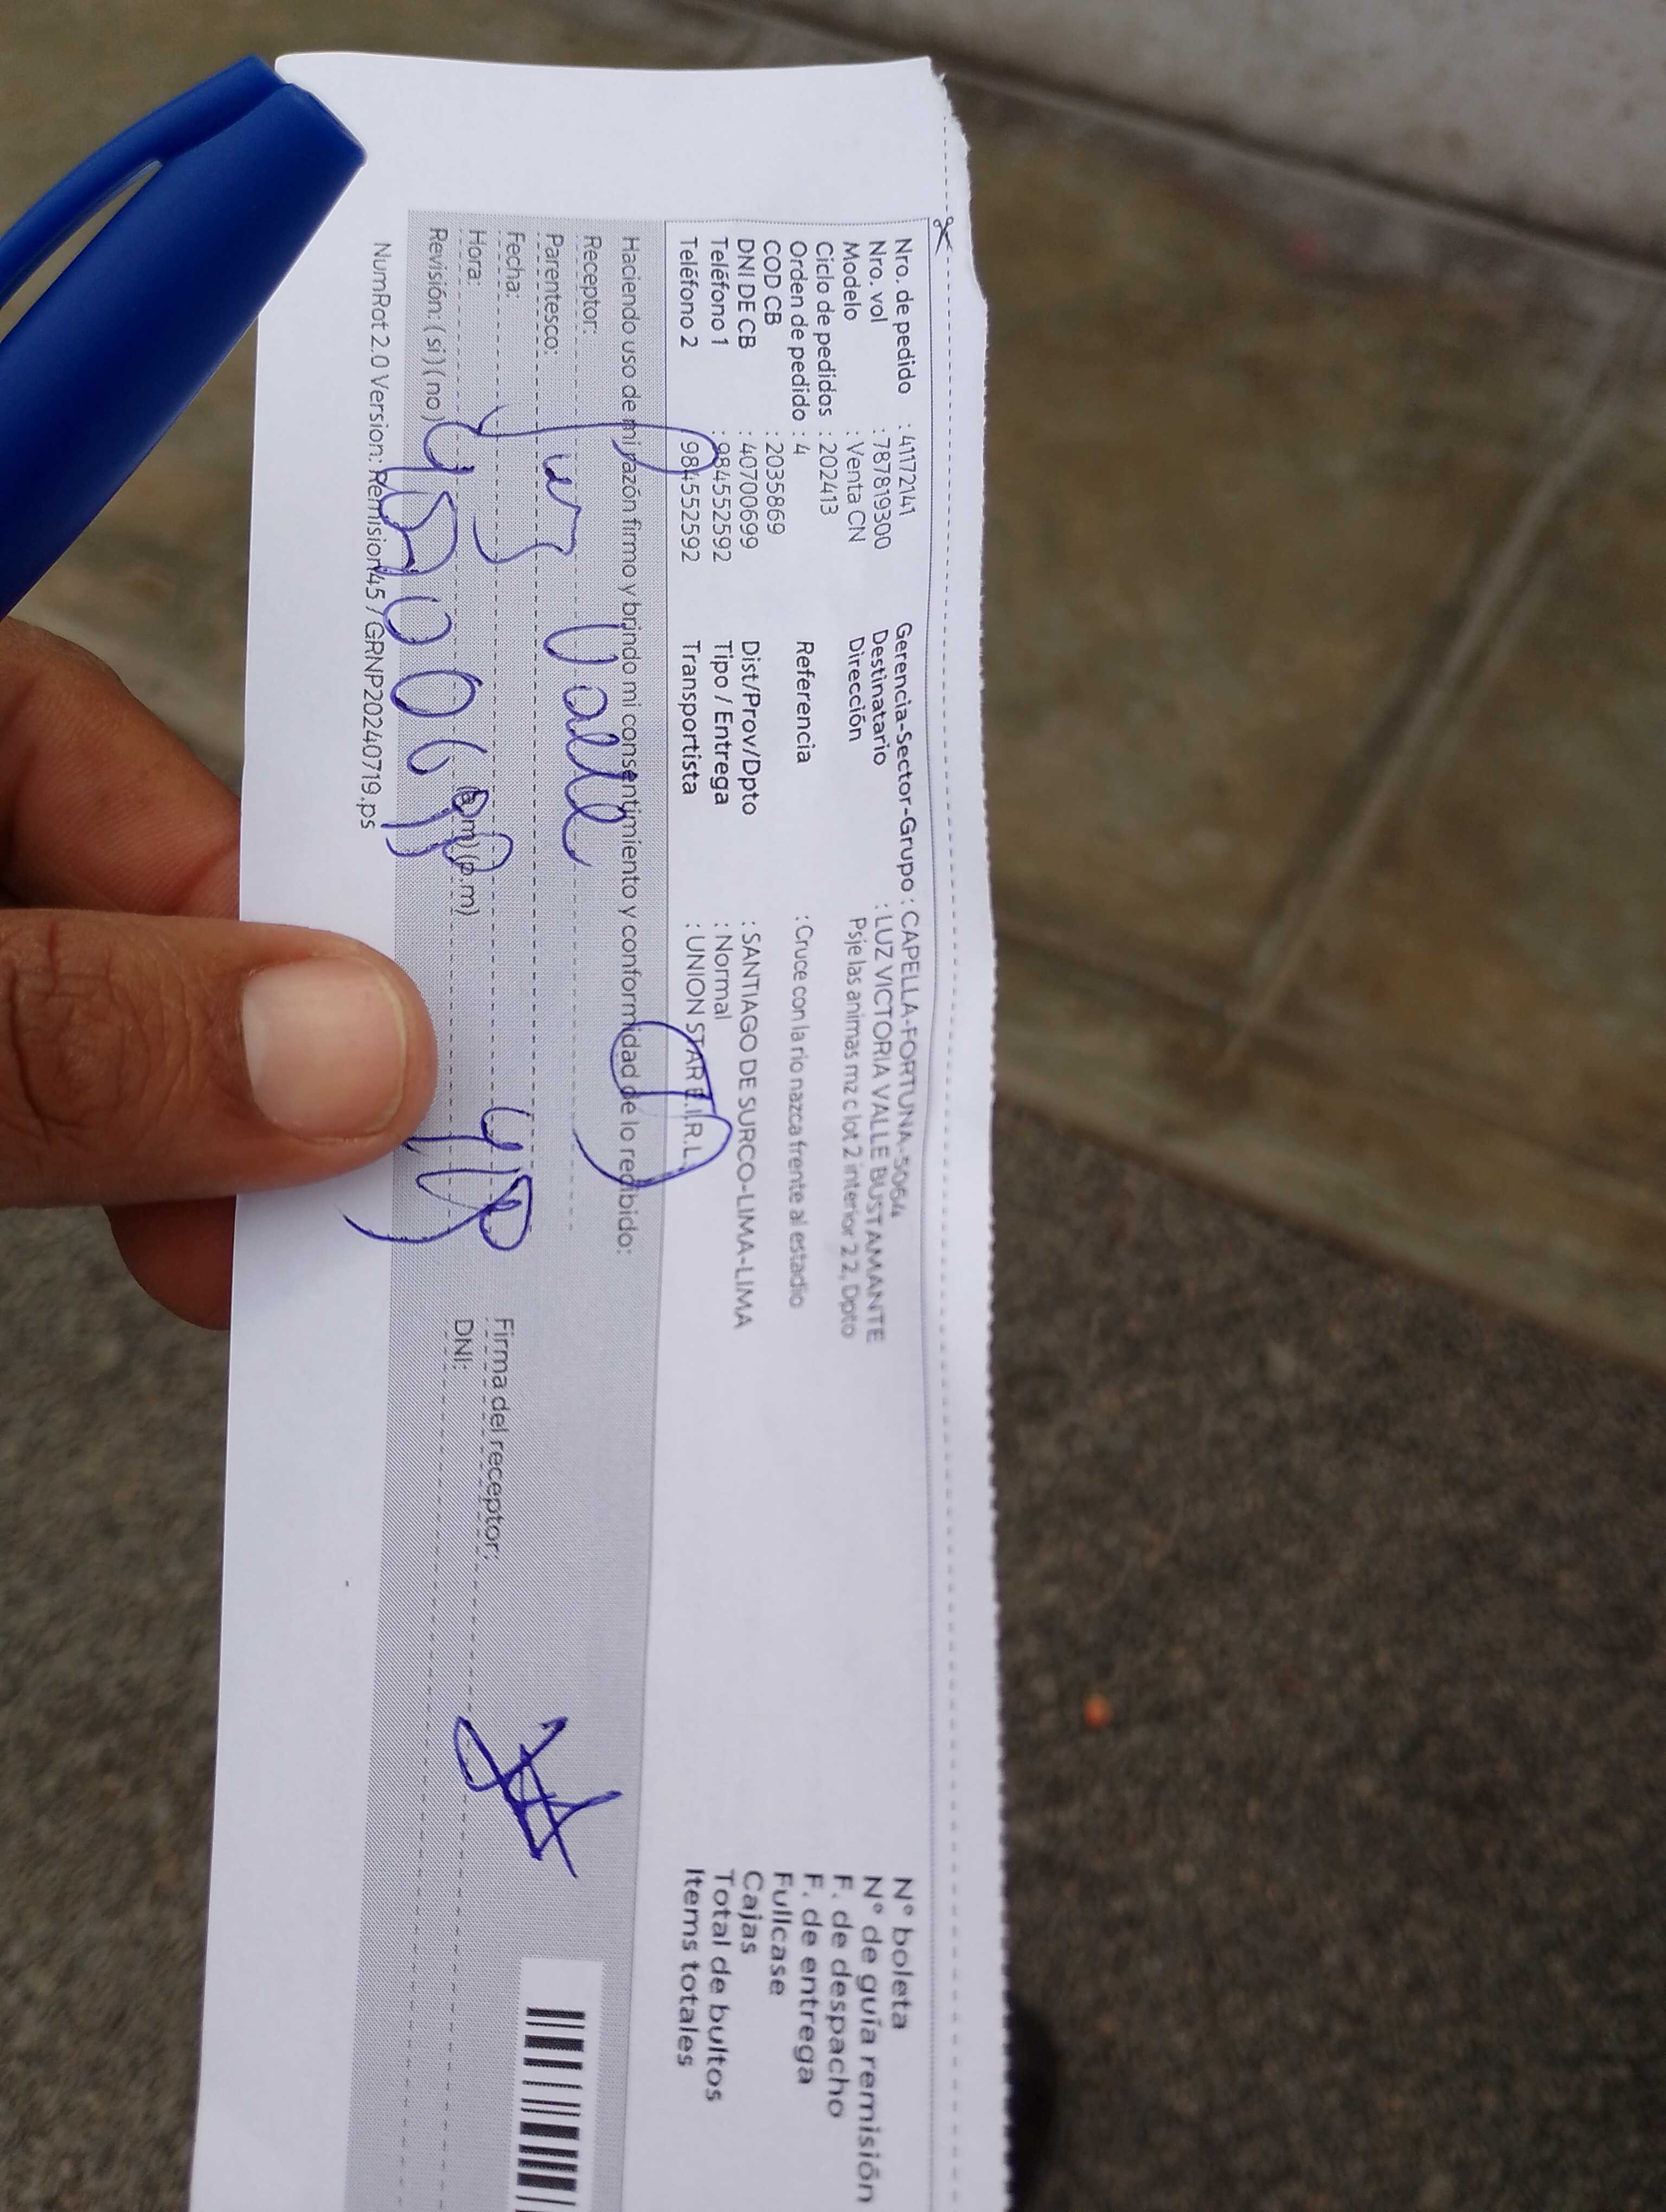 Nro. de pedido : 41172141
Nro. vol : 787819300
Modelo : Venta CN
Ciclo de pedidos : 202413
Orden de pedido : 4
COD CB : 2035869
DNI DE CB : 40700699
Teléfono 1 : 984552592
Teléfono 2 : 984552592
Gerencia-Sector-Grupo : CAPELLA-FORTUNA-5064
Destinatario : LUZ VICTORIA VALLE BUSTAMANTE
Dirección Psje las animas mz c lot 2 interior 2 2, Dpto
Referencia : Cruce con la rio nazca frente al estadio
Dist/Prov/Dpto : SANTIAGO DE SURCO-LIMA-LIMA
Tipo / Entrega : Normal
Transportista : UNION STAR E.I.R.L.
N° boleta
N° de guía remisión
F. de despacho
F. de entrega
Fullcase
Cajas
Total de bultos
Items totales
Haciendo uso de mi razón firmo y brindo mi consentimiento y conformidad de lo recibido:
Receptor: Valle
Parentesco:
Fecha:
Hora: (a.m) (p.m)
Revisión: (si) (no)
Firma del receptor:
DNI:
NumRot 2.0 Version: Remision45 / GRNP20240719.ps